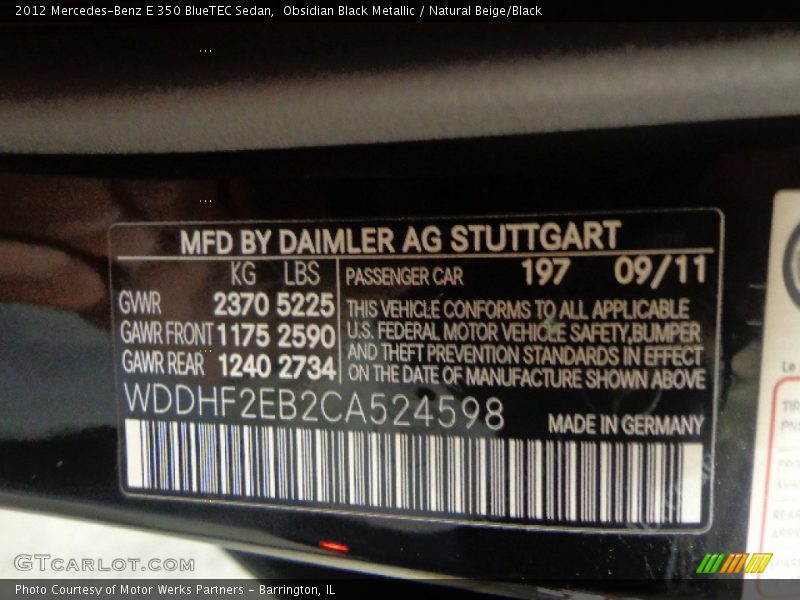 2012 Mercedes-Benz E 350 BlueTEC Sedan, Obsidian Black Metallic / Natural Beige/Black
MFD BY DAIMLER AG STUTTGART
KG LBS
GVWR 2370 5225
GAWR FRONT 1175 2590
GAWR REAR 1240 2734
PASSENGER CAR 197 09/11
THIS VEHICLE CONFORMS TO ALL APPLICABLE
U.S. FEDERAL MOTOR VEHICLE SAFETY,BUMPER
AND THEFT PREVENTION STANDARDS IN EFFECT
ON THE DATE OF MANUFACTURE SHOWN ABOVE
WDDHF2EB2CA524598
MADE IN GERMANY
Le
GTCARLOT.COM
Photo Courtesy of Motor Werks Partners - Barrington, IL